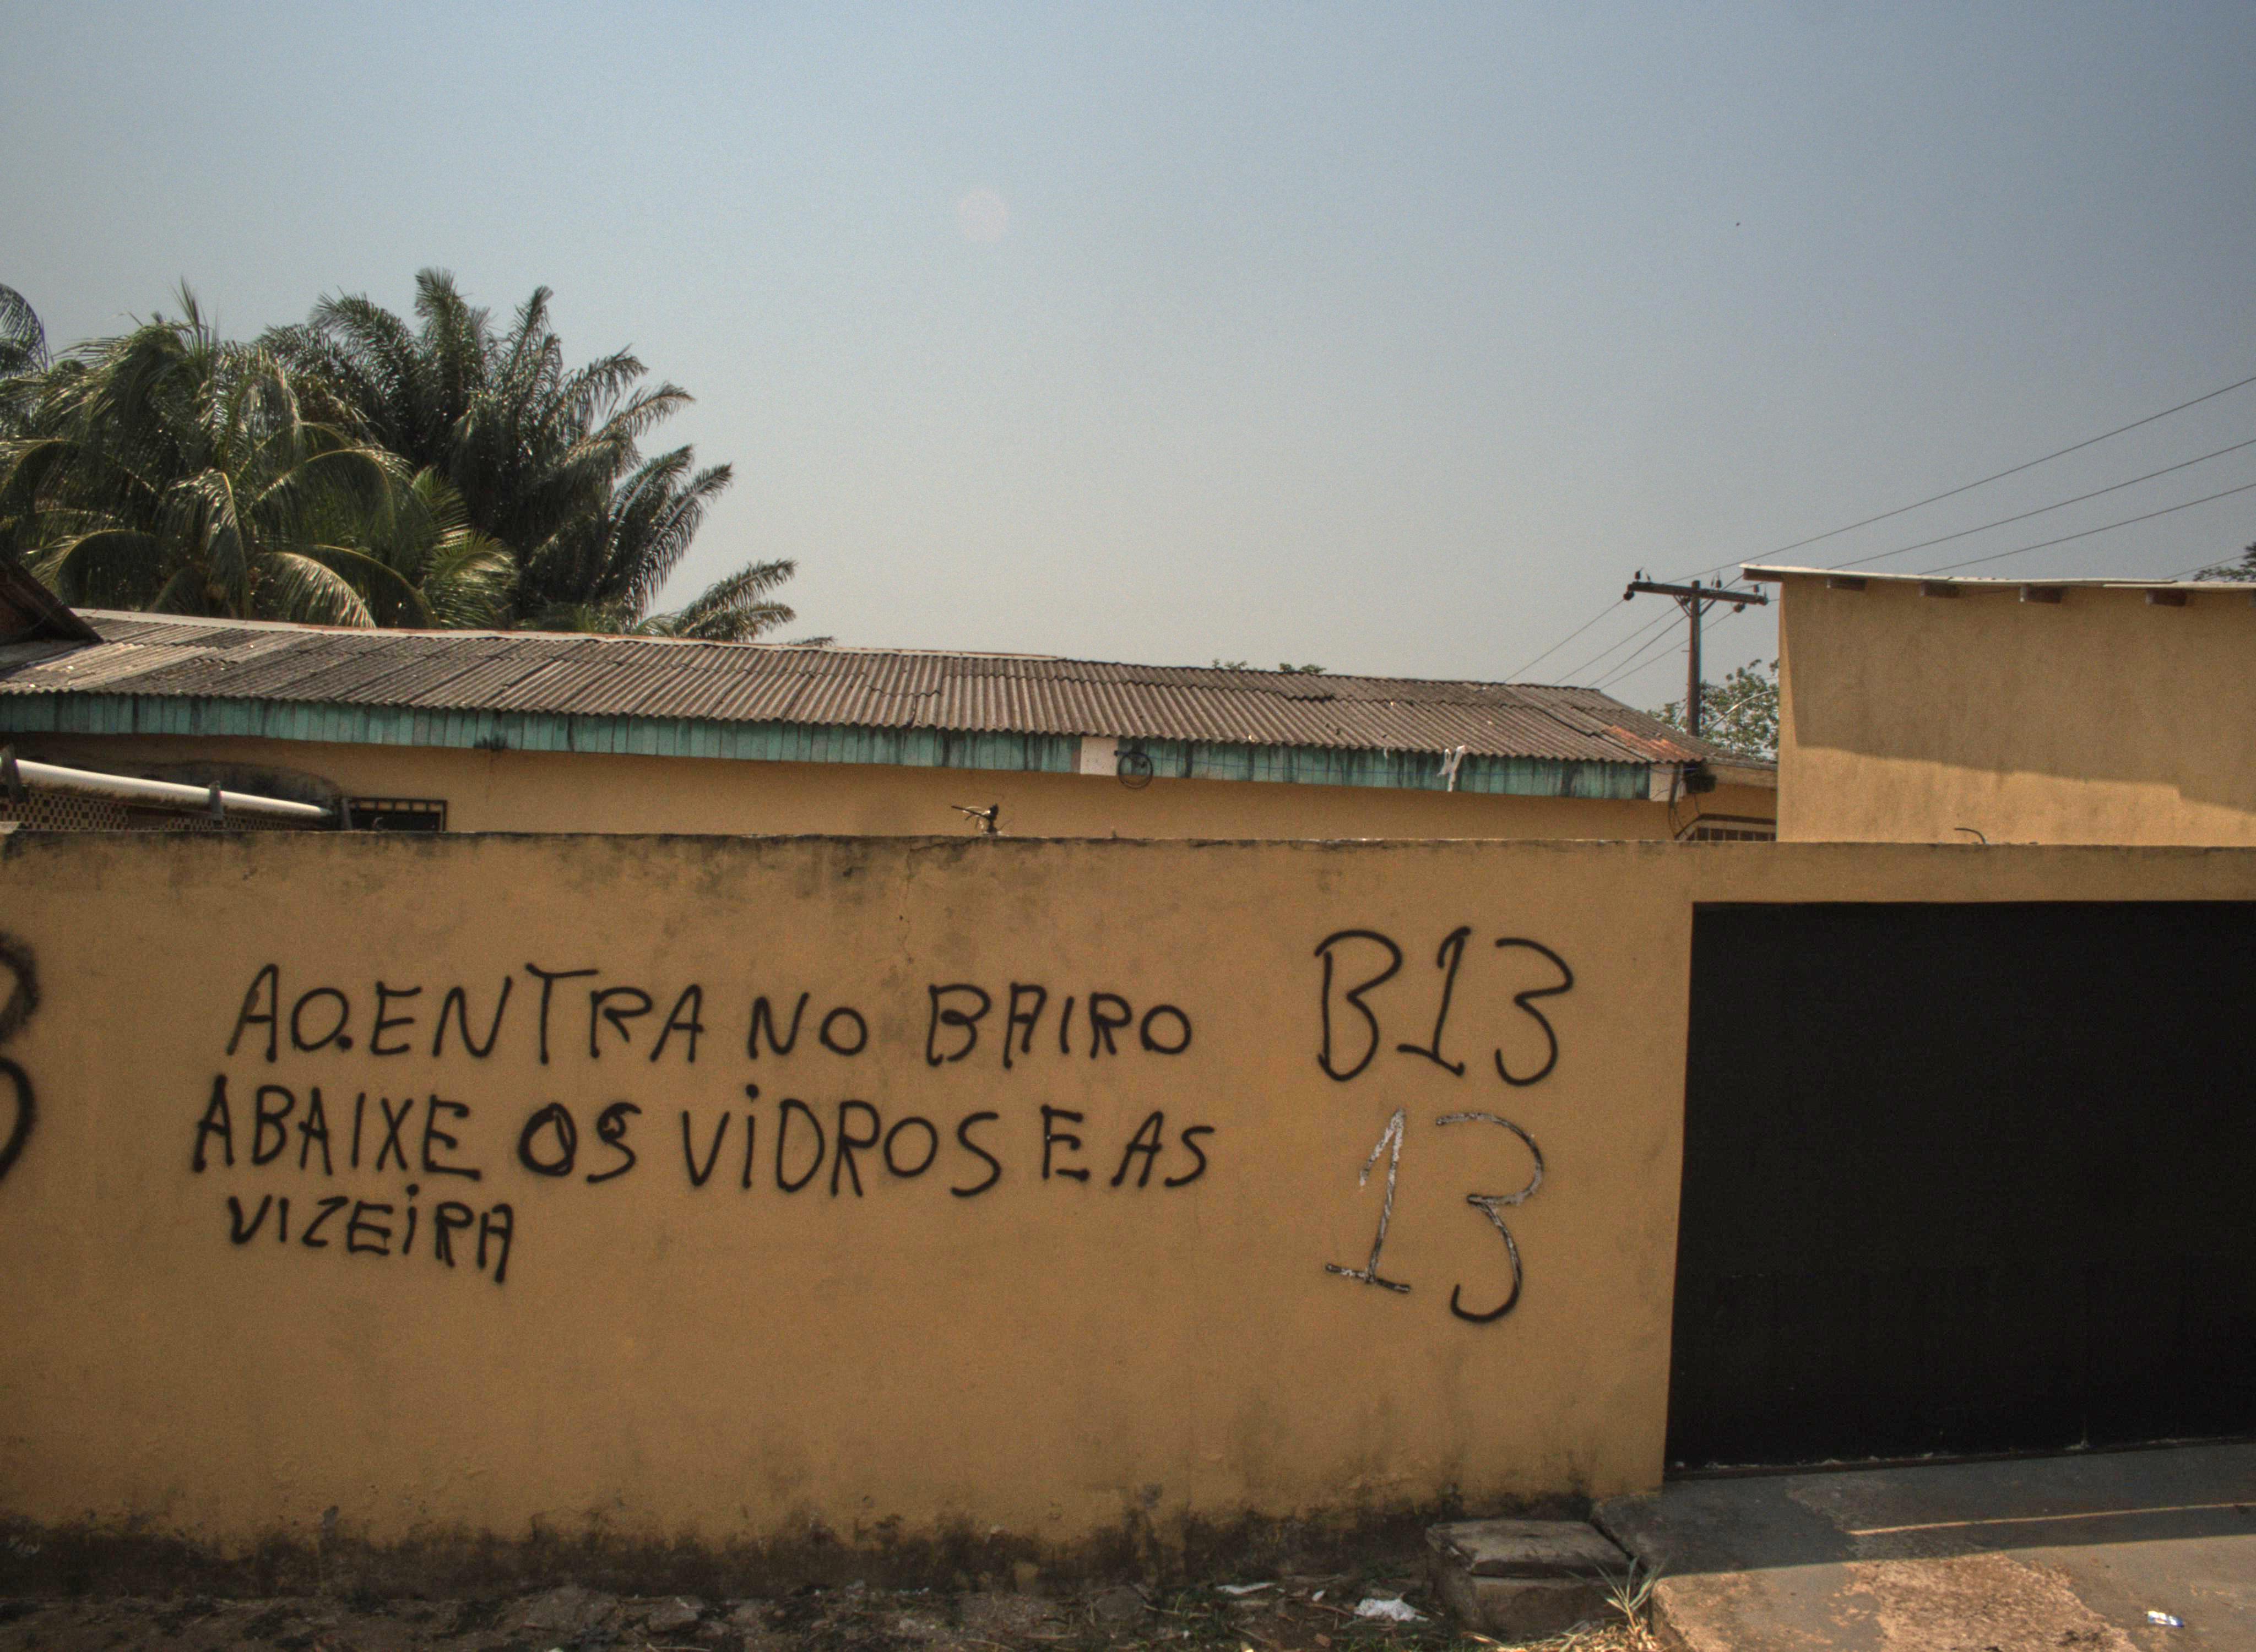 AO.ENTRA NO BAIRO
ABAIXE OS VIDROS E AS
VIZEIRA
B13
13